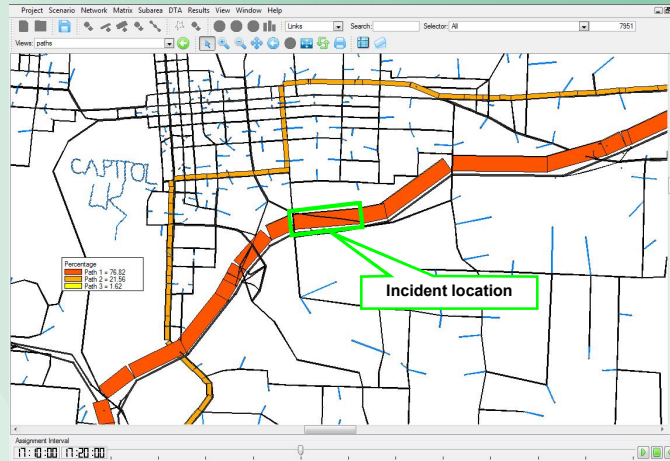 Project Scenario Network Matrix Subarea DTA Results View Window Help
Links Search: Selector: All 7951
Views: paths
CAPITOL
LK
Percentage
Path 1 = 76.82
Path 2 = 21.56
Path 3 = 1.62
Incident location
Assignment Interval
17:10:00 17:20:00